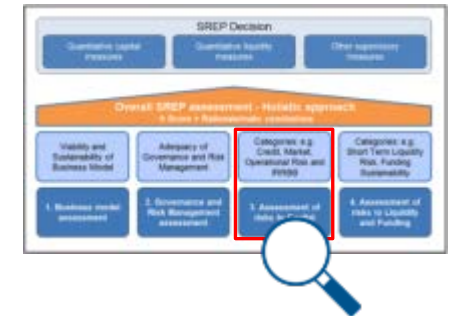 SREP Decision
Quantitative capital
measures
Quantitative liquidity
measures
Other supervisory
measures
Overall SREP assessment - Holistic approach
Viability and
Sustainability of
Business Model
Adequacy of
Governance and Risk
Management
Categories: e.g.
Credit, Market,
Operational Risk and
IRRBB
Categories: e.g.
Short Term Liquidity
Risk, Funding
Sustainability
1. Business model
assessment
2. Governance and
Risk Management
assessment
3. Assessment of
risks to Capital
4. Assessment of
risks to Liquidity
and Funding